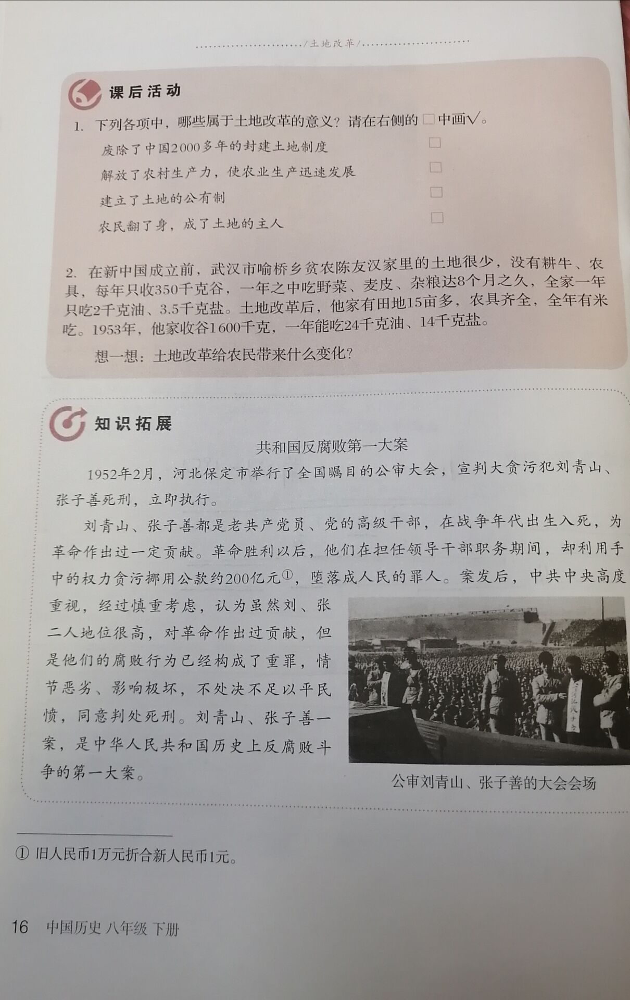 土地改革
课后活动
1. 下列各项中，哪些属于土地改革的意义？请在右侧的□中画√。
废除了中国2000多年的封建土地制度 □
解放了农村生产力，使农业生产迅速发展 □
建立了土地的公有制 □
农民翻了身，成了土地的主人 □
2. 在新中国成立前，武汉市喻桥乡贫农陈友汉家里的土地很少，没有耕牛、农
具，每年只收350千克谷，一年之中吃野菜、麦皮、杂粮达8个月之久，全家一年
只吃2千克油、3.5千克盐。土地改革后，他家有田地15亩多，农具齐全，全年有米
吃。1953年，他家收谷1600千克，一年能吃24千克油、14千克盐。
想一想：土地改革给农民带来什么变化？
知识拓展
共和国反腐败第一大案
1952年2月，河北保定市举行了全国瞩目的公审大会，宣判大贪污犯刘青山、
张子善死刑，立即执行。
刘青山、张子善都是老共产党员、党的高级干部，在战争年代出生入死，为
革命作出过一定贡献。革命胜利以后，他们在担任领导干部职务期间，却利用手
中的权力贪污挪用公款约200亿元①，堕落成人民的罪人。案发后，中共中央高度
重视，经过慎重考虑，认为虽然刘、张
二人地位很高，对革命作出过贡献，但
是他们的腐败行为已经构成了重罪，情
节恶劣、影响极坏，不处决不足以平民
愤，同意判处死刑。刘青山、张子善一
案，是中华人民共和国历史上反腐败斗
争的第一大案。
公审刘青山、张子善的大会会场
① 旧人民币1万元折合新人民币1元。
16 中国历史 八年级 下册